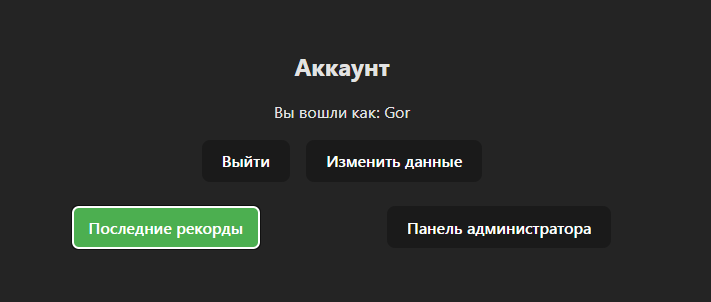 Аккаунт
Вы вошли как: Gor
Выйти Изменить данные
Последние рекорды Панель администратора